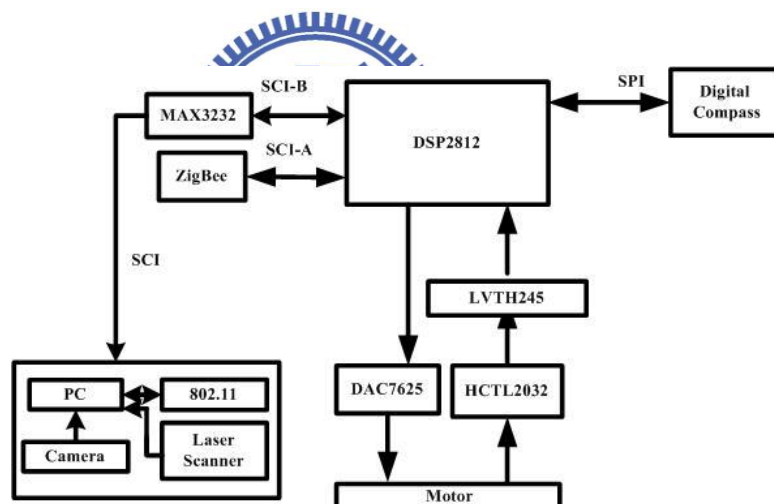 SCI-B
SPI
MAX3232
DSP2812
Digital
Compass
SCI-A
ZigBee
SCI
LVTH245
DAC7625
HCTL2032
PC
802.11
Camera
Laser
Scanner
Motor